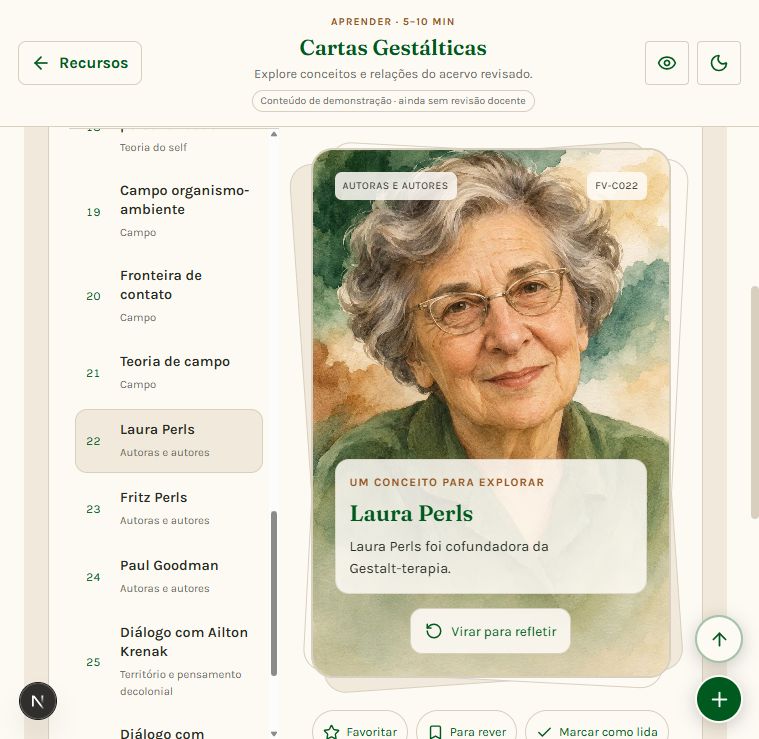 APRENDER · 5–10 MIN
Recursos
Cartas Gestálticas
Explore conceitos e relações do acervo revisado.
Conteúdo de demonstração · ainda sem revisão docente
Teoria do self
19
Campo organismo-
ambiente
Campo
20
Fronteira de
contato
Campo
21
Teoria de campo
Campo
22
Laura Perls
Autoras e autores
23
Fritz Perls
Autoras e autores
24
Paul Goodman
Autoras e autores
25
Diálogo com Ailton
Krenak
Território e pensamento
decolonial
Diálogo com
N
AUTORAS E AUTORES
FV-C022
UM CONCEITO PARA EXPLORAR
Laura Perls
Laura Perls foi cofundadora da
Gestalt-terapia.
Virar para refletir
Favoritar
Para rever
Marcar como lida